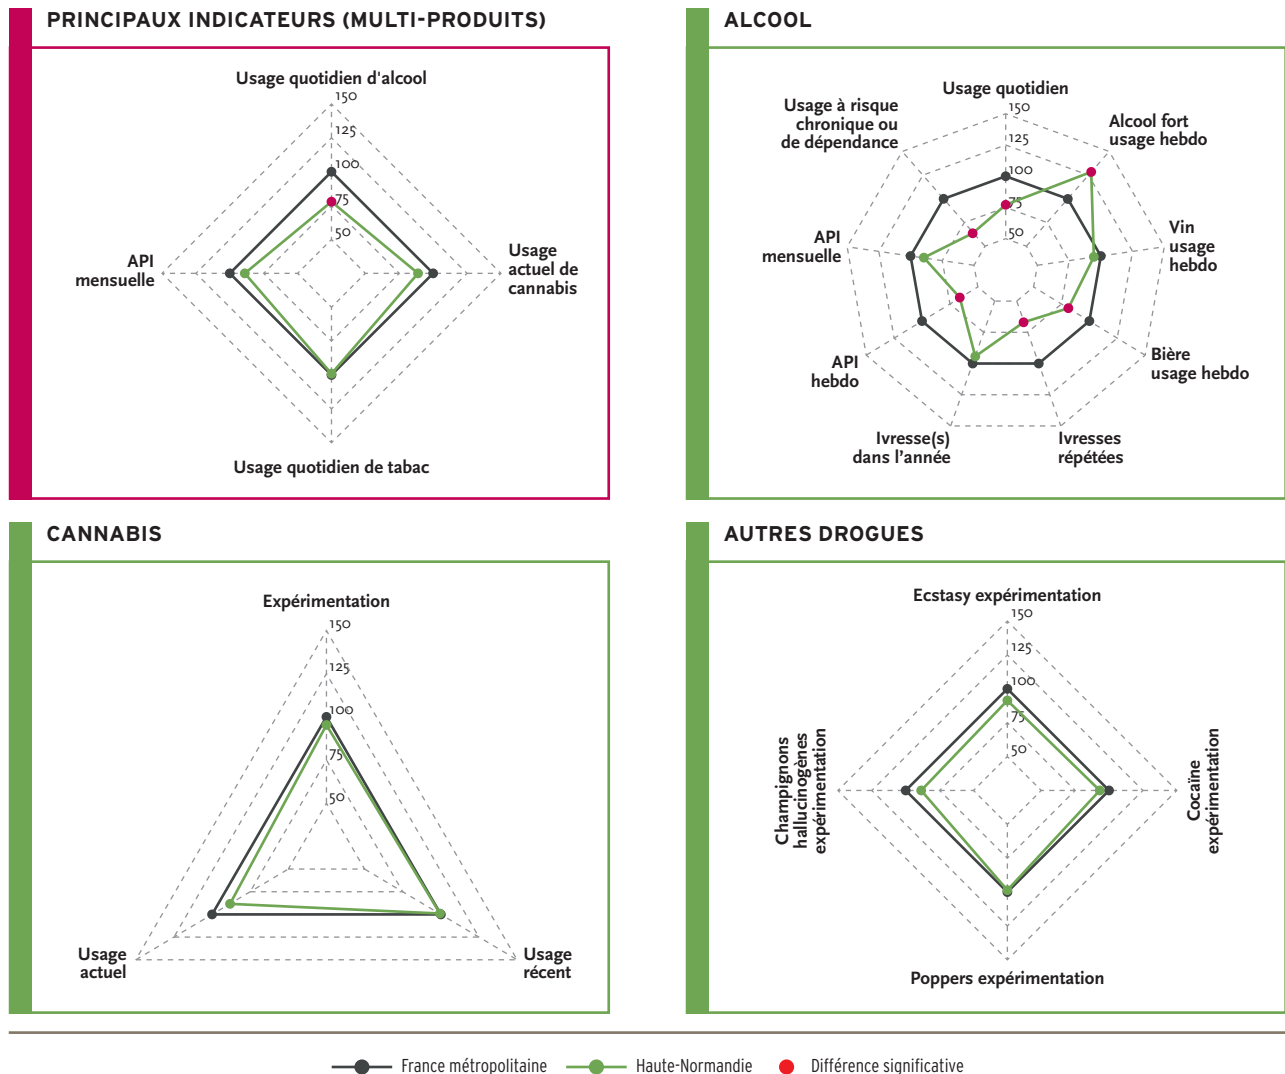 PRINCIPAUX INDICATEURS (MULTI-PRODUITS)
Usage quotidien d'alcool
150
125
100
75
50
API
mensuelle
Usage
actuel de
cannabis
Usage quotidien de tabac
ALCOOL
Usage quotidien
150
125
100
75
50
Usage à risque
chronique ou
de dépendance
Alcool fort
usage hebdo
API
mensuelle
Vin
usage
hebdo
API
hebdo
Bière
usage hebdo
Ivresse(s)
dans l'année
Ivresses
répétées
CANNABIS
Expérimentation
150
125
100
75
50
Usage
actuel
Usage
récent
AUTRES DROGUES
Ecstasy expérimentation
150
125
100
75
50
Champignons
hallucinogènes
expérimentation
Cocaïne
expérimentation
Poppers expérimentation
France métropolitaine
Haute-Normandie
Différence significative